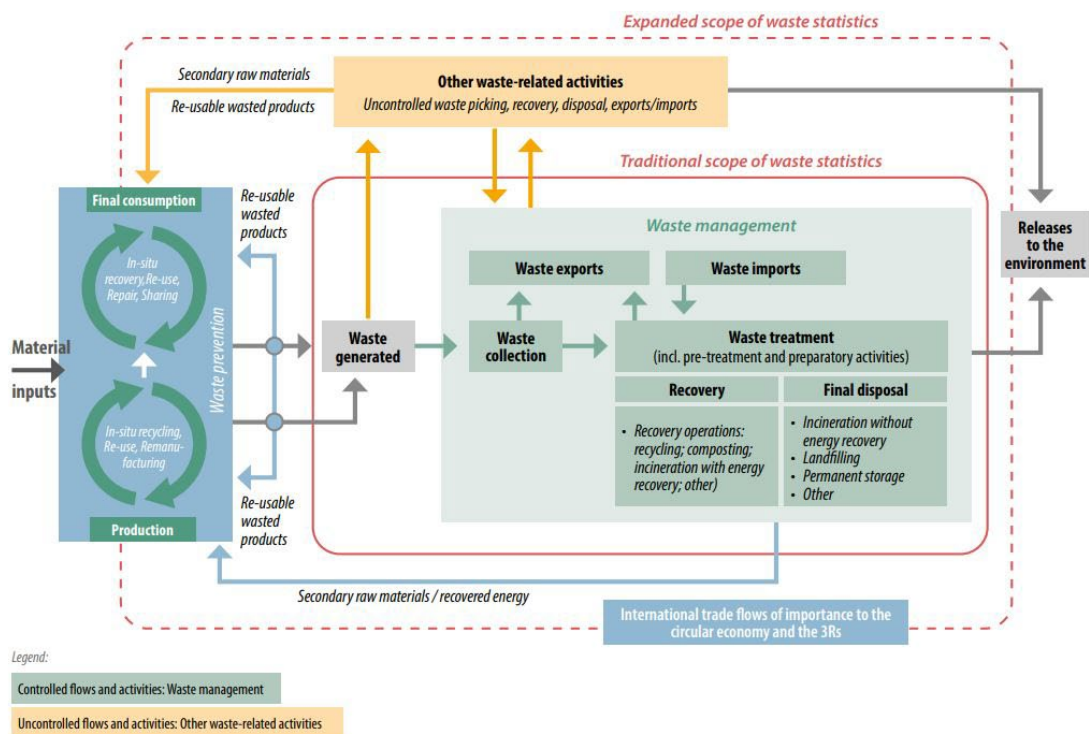 Expanded scope of waste statistics
Secondary raw materials
Re-usable wasted products
Other waste-related activities
Uncontrolled waste picking, recovery, disposal, exports/imports
Traditional scope of waste statistics
Final consumption
Re-usable
wasted
products
In-situ
recovery,Re-use,
Repair, Sharing
Waste prevention
Material
inputs
In-situ recycling,
Re-use, Remanu-
facturing
Production
Re-usable
wasted
products
Waste
generated
Waste management
Waste exports
Waste imports
Waste
collection
Waste treatment
(incl. pre-treatment and preparatory activities)
Recovery
• Recovery operations:
recycling; composting;
incineration with energy
recovery; other)
Final disposal
• Incineration without
energy recovery
• Landfilling
• Permanent storage
• Other
Releases
to the
environment
Secondary raw materials / recovered energy
International trade flows of importance to the
circular economy and the 3Rs
Legend:
Controlled flows and activities: Waste management
Uncontrolled flows and activities: Other waste-related activities